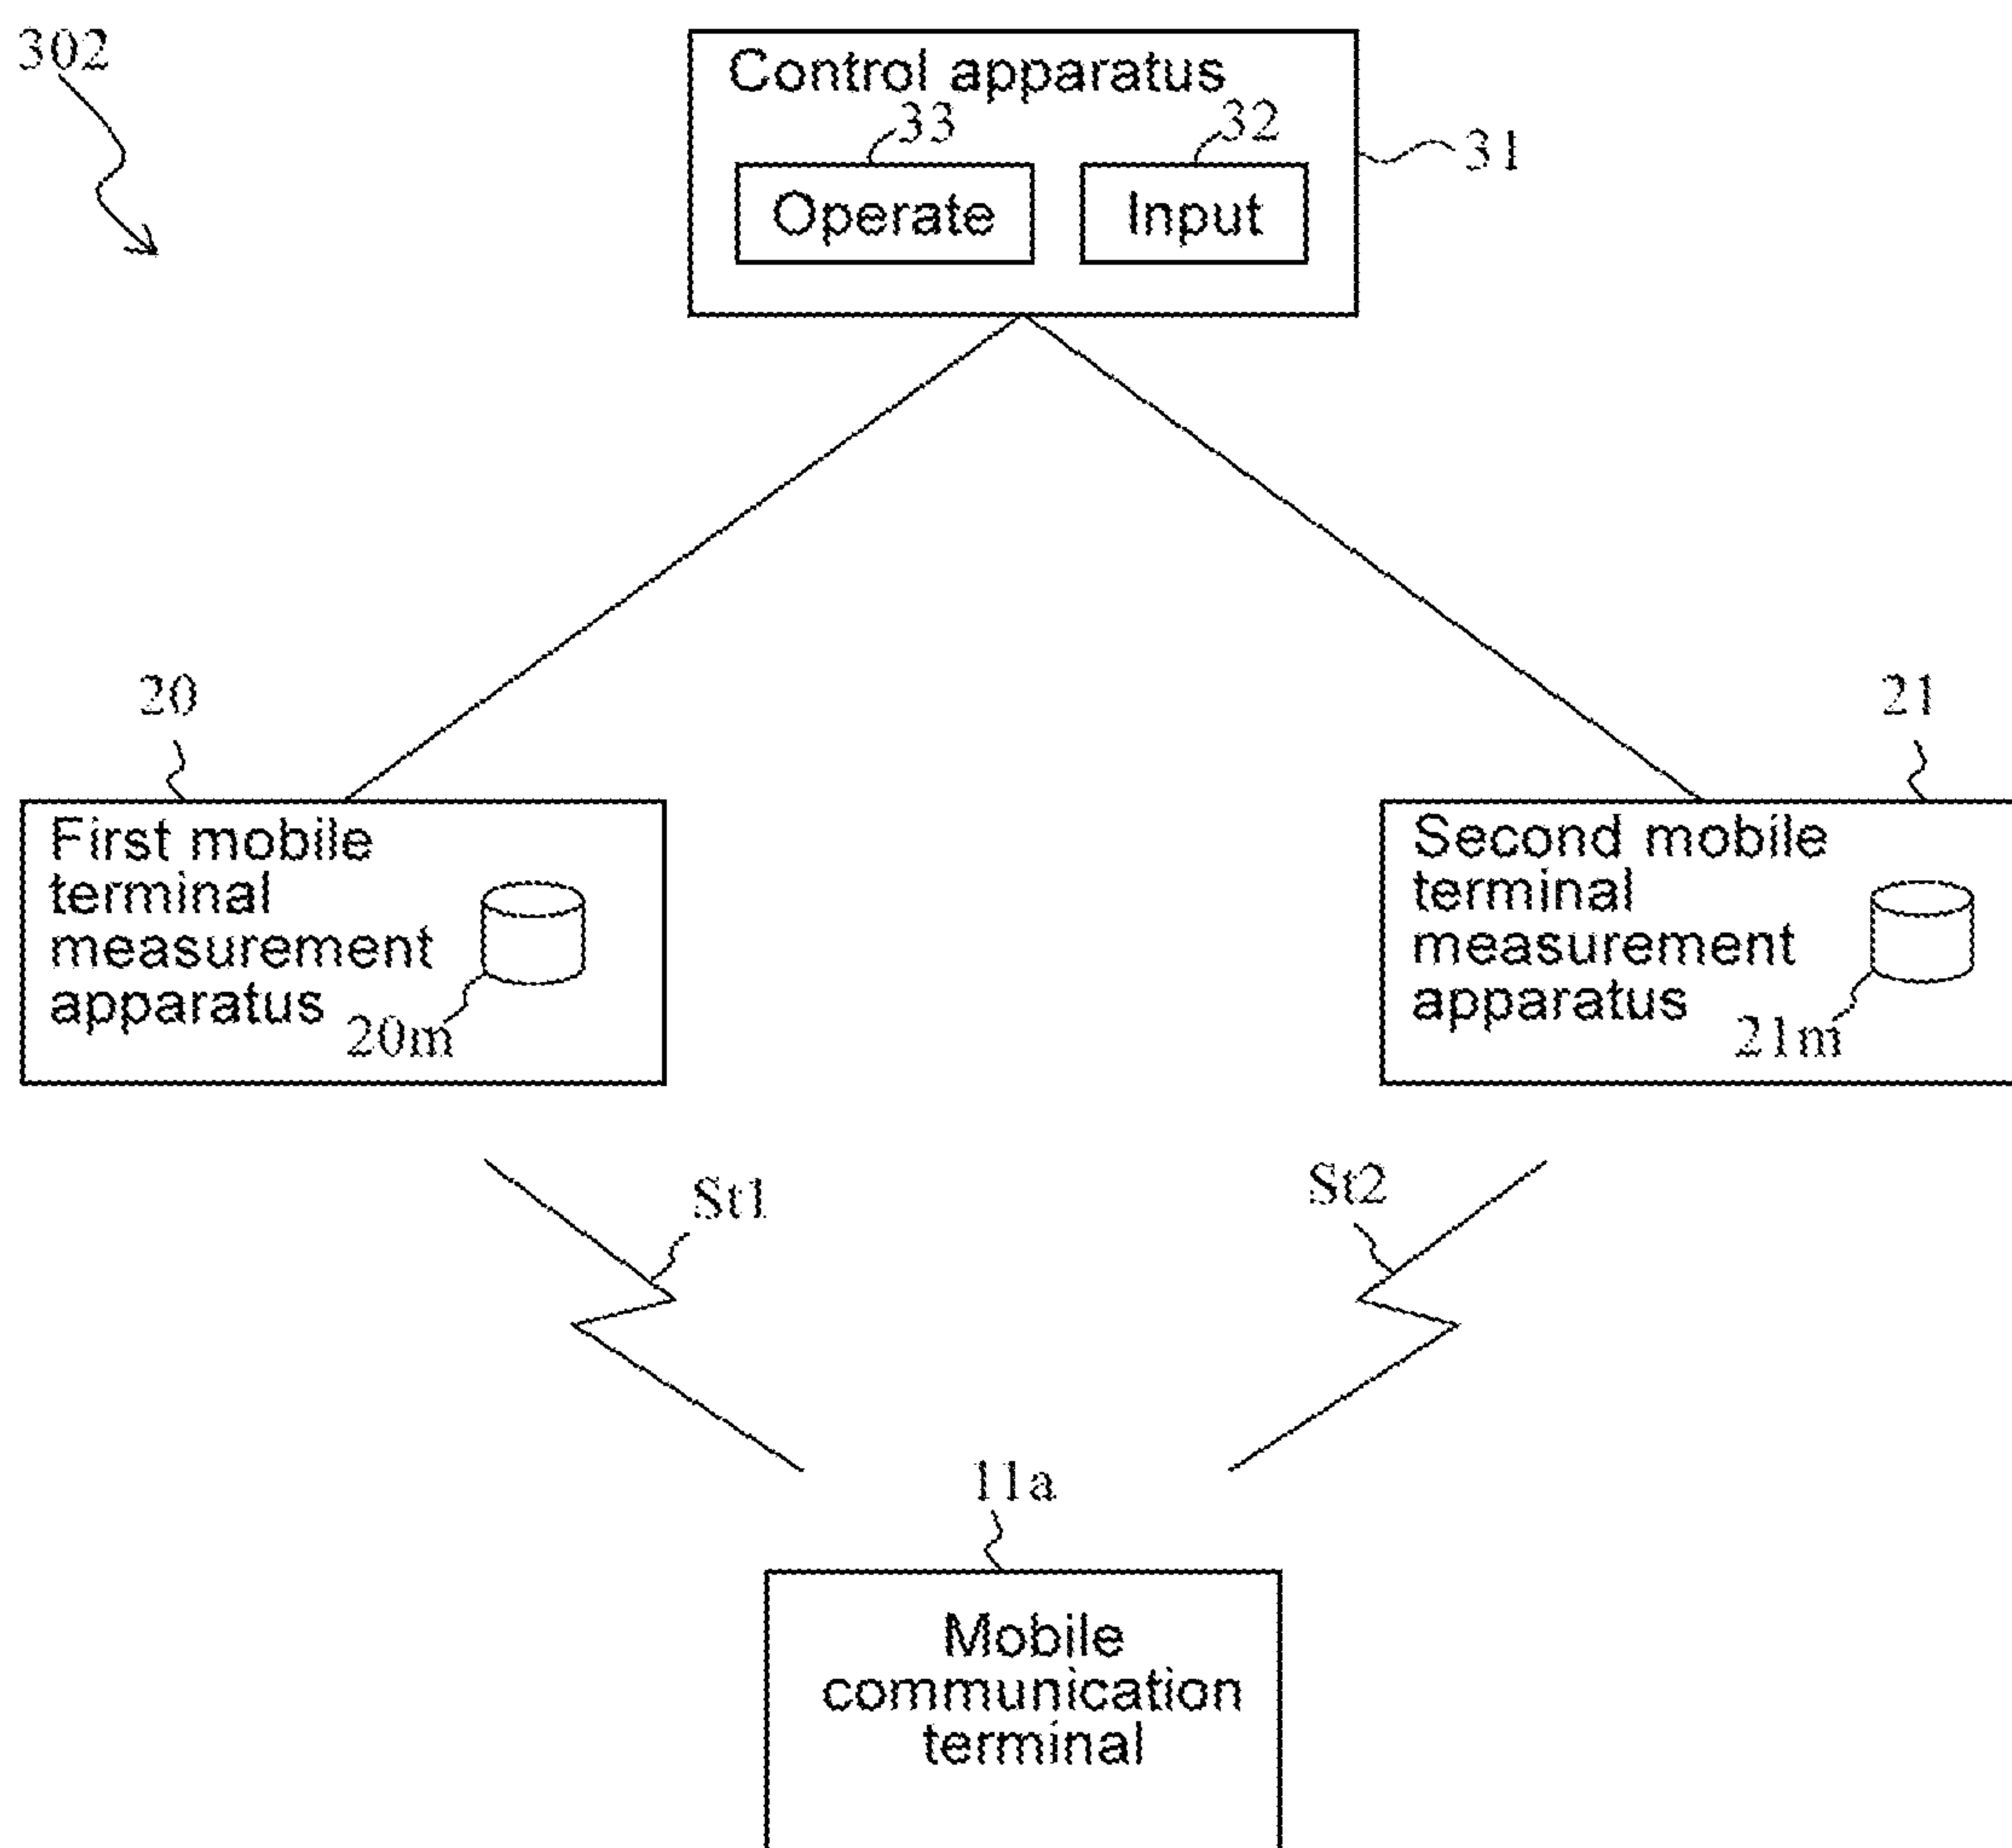 302
Control apparatus
33
32
31
Operate
Input
20
21
First mobile
terminal
measurement
apparatus
20m
Second mobile
terminal
measurement
apparatus
21m
St1
St2
11a
Mobile
communication
terminal